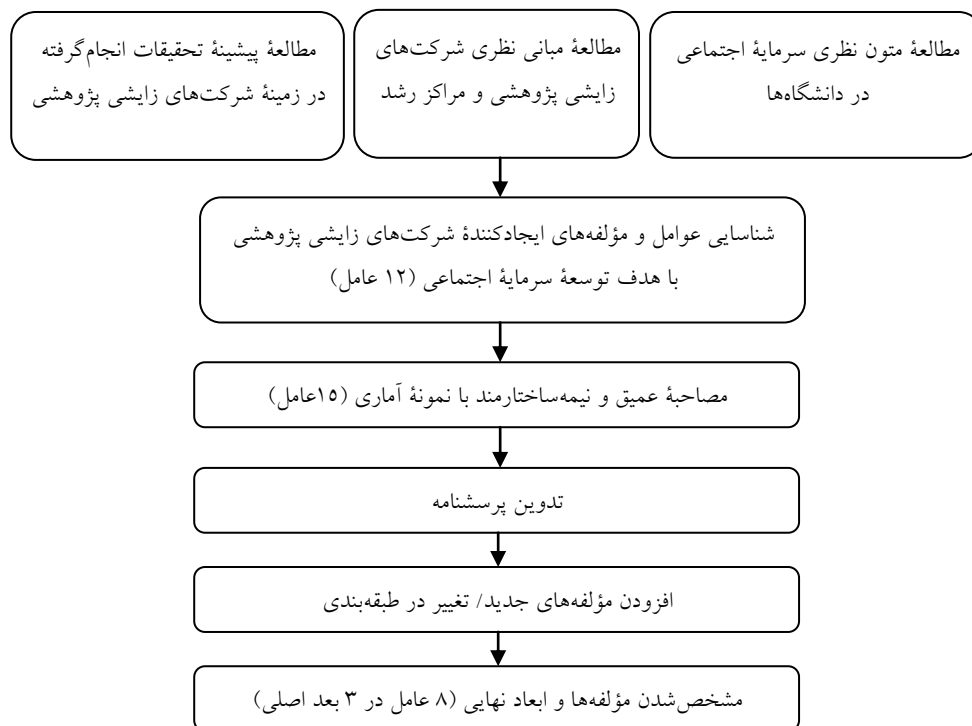 مطالعهٔ متون نظری سرمایهٔ اجتماعی
در دانشگاه‌ها
مطالعهٔ مبانی نظری شرکت‌های
زایشی پژوهشی و مراکز رشد
مطالعهٔ پیشینهٔ تحقیقات انجام‌گرفته
در زمینهٔ شرکت‌های زایشی پژوهشی
شناسایی عوامل و مؤلفه‌های ایجادکنندهٔ شرکت‌های زایشی پژوهشی
با هدف توسعهٔ سرمایهٔ اجتماعی (۱۲ عامل)
مصاحبهٔ عمیق و نیمه‌ساختارمند با نمونهٔ آماری (۱۵عامل)
تدوین پرسشنامه
افزودن مؤلفه‌های جدید/ تغییر در طبقه‌بندی
مشخص‌شدن مؤلفه‌ها و ابعاد نهایی (۸ عامل در ۳ بعد اصلی)